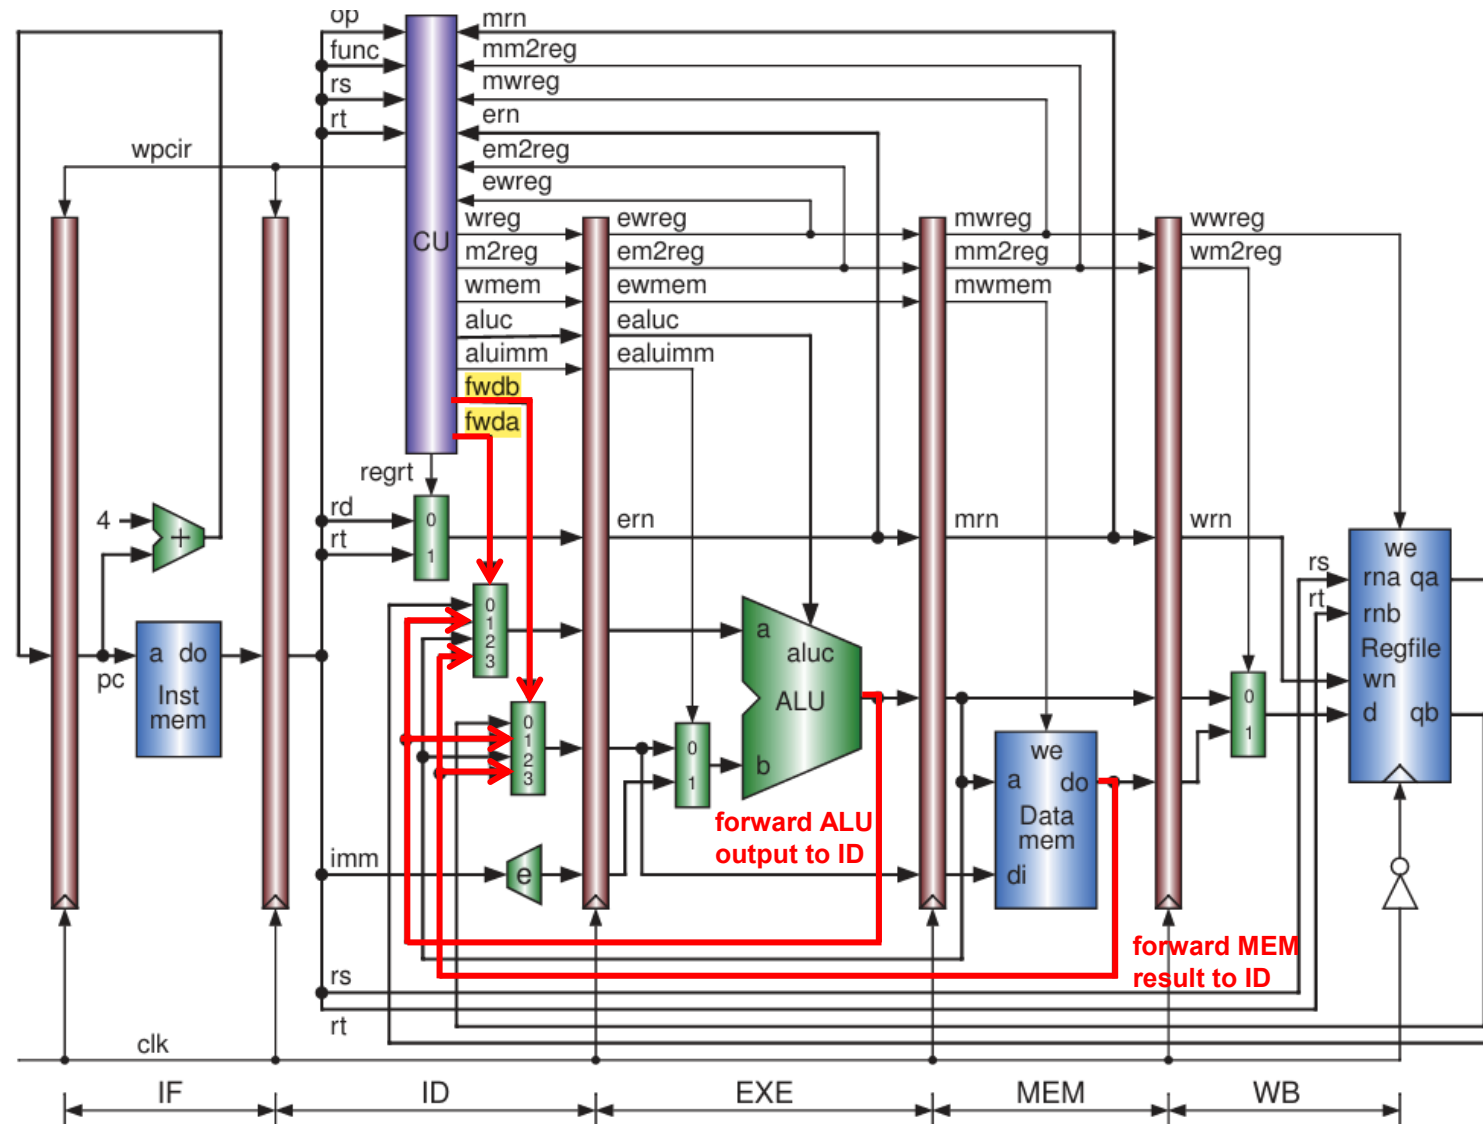 op
func
rs
rt
mrn
mm2reg
mwreg
ern
em2reg
ewreg
wpcir
CU
wreg
m2reg
wmem
aluc
aluimm
fwdb
fwda
regrt
ewreg
em2reg
ewmem
ealuc
ealuimm
mwreg
mm2reg
mwmem
wwreg
wm2reg
4
+
rd
rt
0
1
ern
mrn
wrn
pc
a do
Inst
mem
0
1
2
3
0
1
2
3
0
1
a
aluc
ALU
b
forward ALU
output to ID
we
a do
Data
mem
di
0
1
rs
rt
we
rna qa
rnb
Regfile
wn
d qb
imm
e
forward MEM
result to ID
rs
rt
clk
IF
ID
EXE
MEM
WB